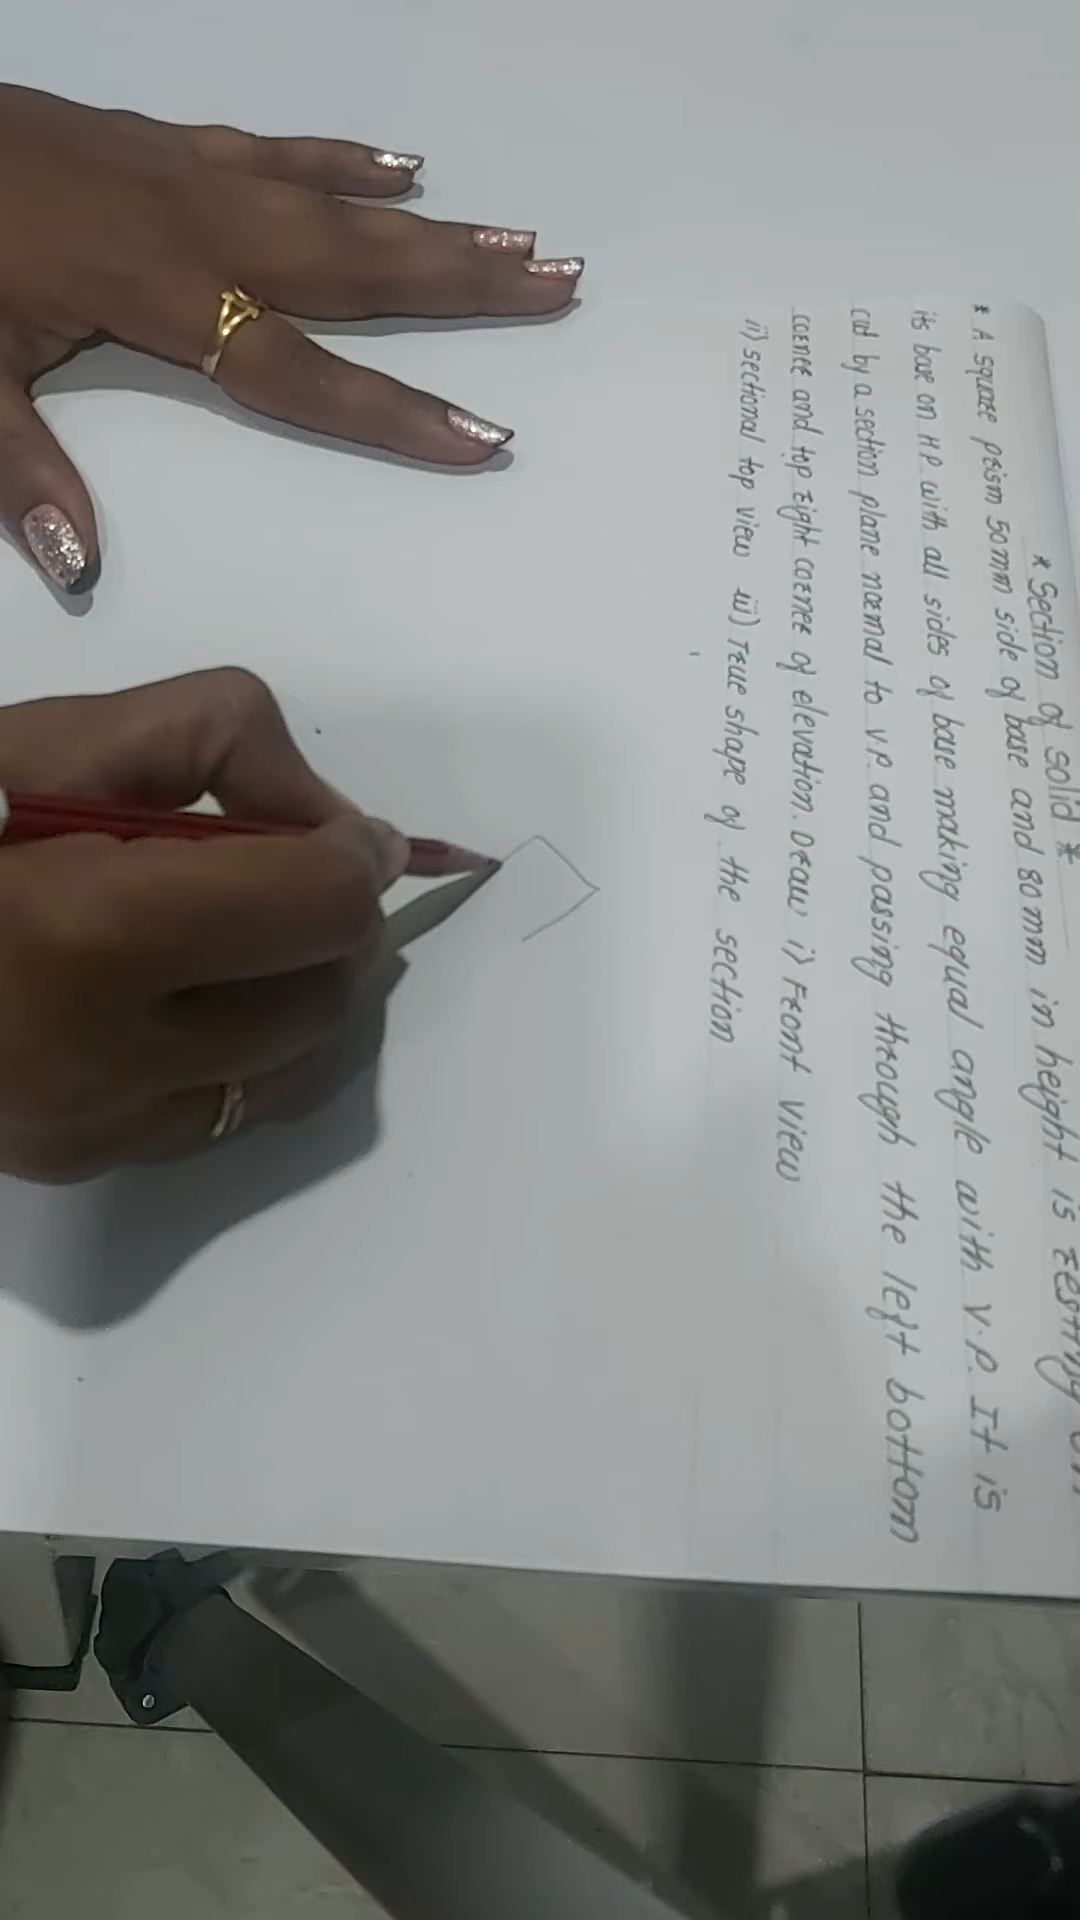 * Section of solid *
* A square prism 50mm side of base and 80mm in height is resting on
its base on H.P. with all sides of base making equal angle with V.P. It is
cut by a section plane normal to V.P. and passing through the left bottom
corner and top right corner of elevation. Draw i) Front view
ii) sectional top view iii) True shape of the section